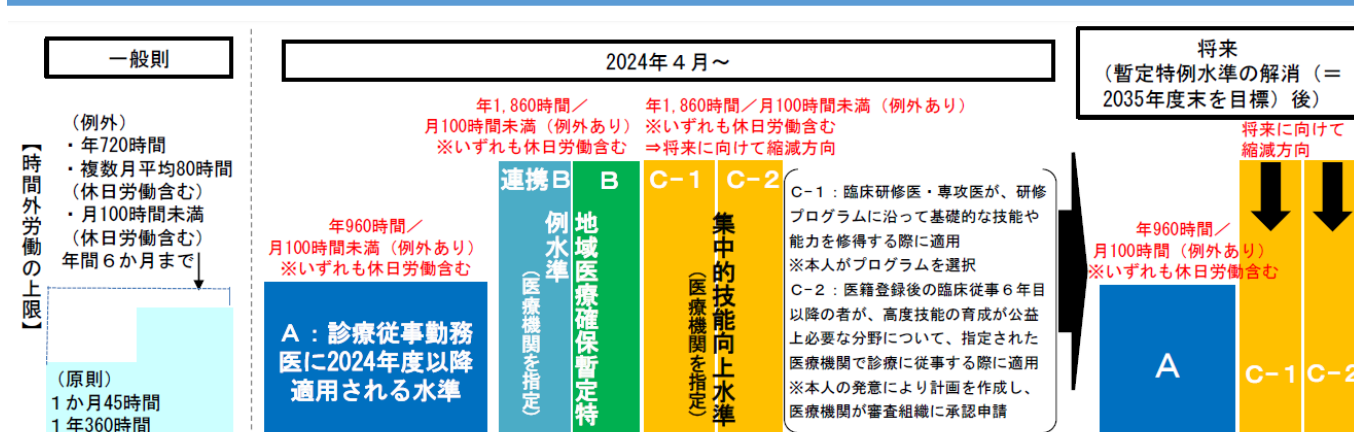 一般則
【時間外労働の上限】
（例外）
・年720時間
・複数月平均80時間
（休日労働含む）
・月100時間未満
（休日労働含む）
年間６か月まで
（原則）
１か月45時間
１年360時間
2024年４月～
年960時間／
月100時間未満（例外あり）
※いずれも休日労働含む
Ａ：診療従事勤務
医に2024年度以降
適用される水準
年1,860時間／
月100時間未満（例外あり）
※いずれも休日労働含む
連携Ｂ
Ｂ
地域医療確保暫定特
例水準
（医療機関を指定）
年1,860時間／月100時間未満（例外あり）
※いずれも休日労働含む
⇒将来に向けて縮減方向
Ｃ-１
Ｃ-２
集中的技能向上水準
（医療機関を指定）
Ｃ-１：臨床研修医・専攻医が、研修
プログラムに沿って基礎的な技能や
能力を修得する際に適用
※本人がプログラムを選択
Ｃ-２：医籍登録後の臨床従事６年目
以降の者が、高度技能の育成が公益
上必要な分野について、指定された
医療機関で診療に従事する際に適用
※本人の発意により計画を作成し、
医療機関が審査組織に承認申請
将来
（暫定特例水準の解消（＝
2035年度末を目標）後）
将来に向けて
縮減方向
年960時間／
月100時間（例外あり）
※いずれも休日労働含む
Ａ
Ｃ-１
Ｃ-２